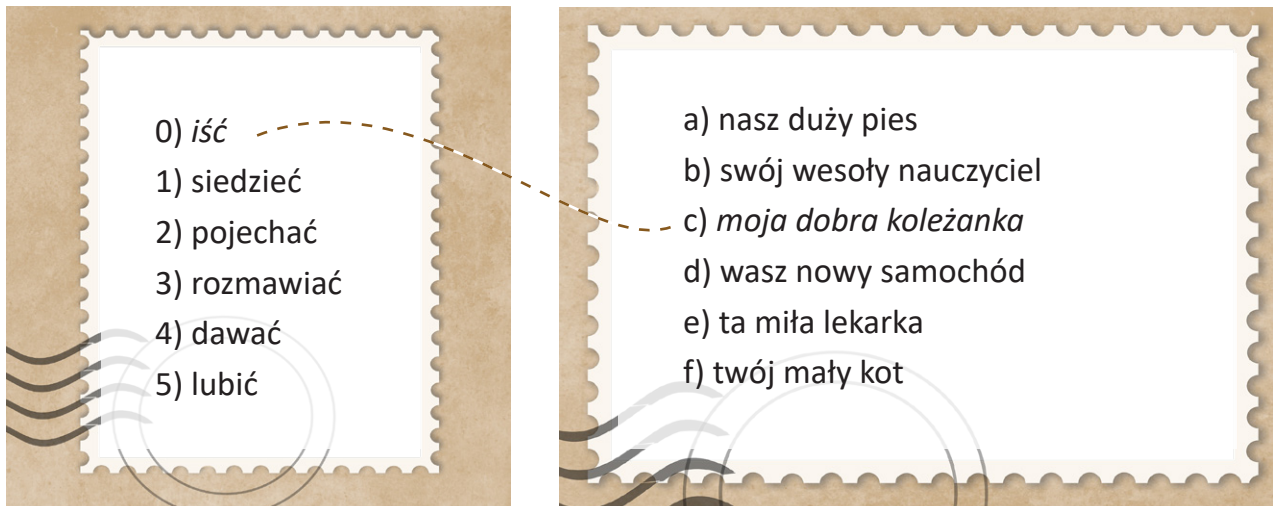 0) iść
1) siedzieć
2) pojechać
3) rozmawiać
4) dawać
5) lubić
a) nasz duży pies
b) swój wesoły nauczyciel
c) moja dobra koleżanka
d) wasz nowy samochód
e) ta miła lekarka
f) twój mały kot